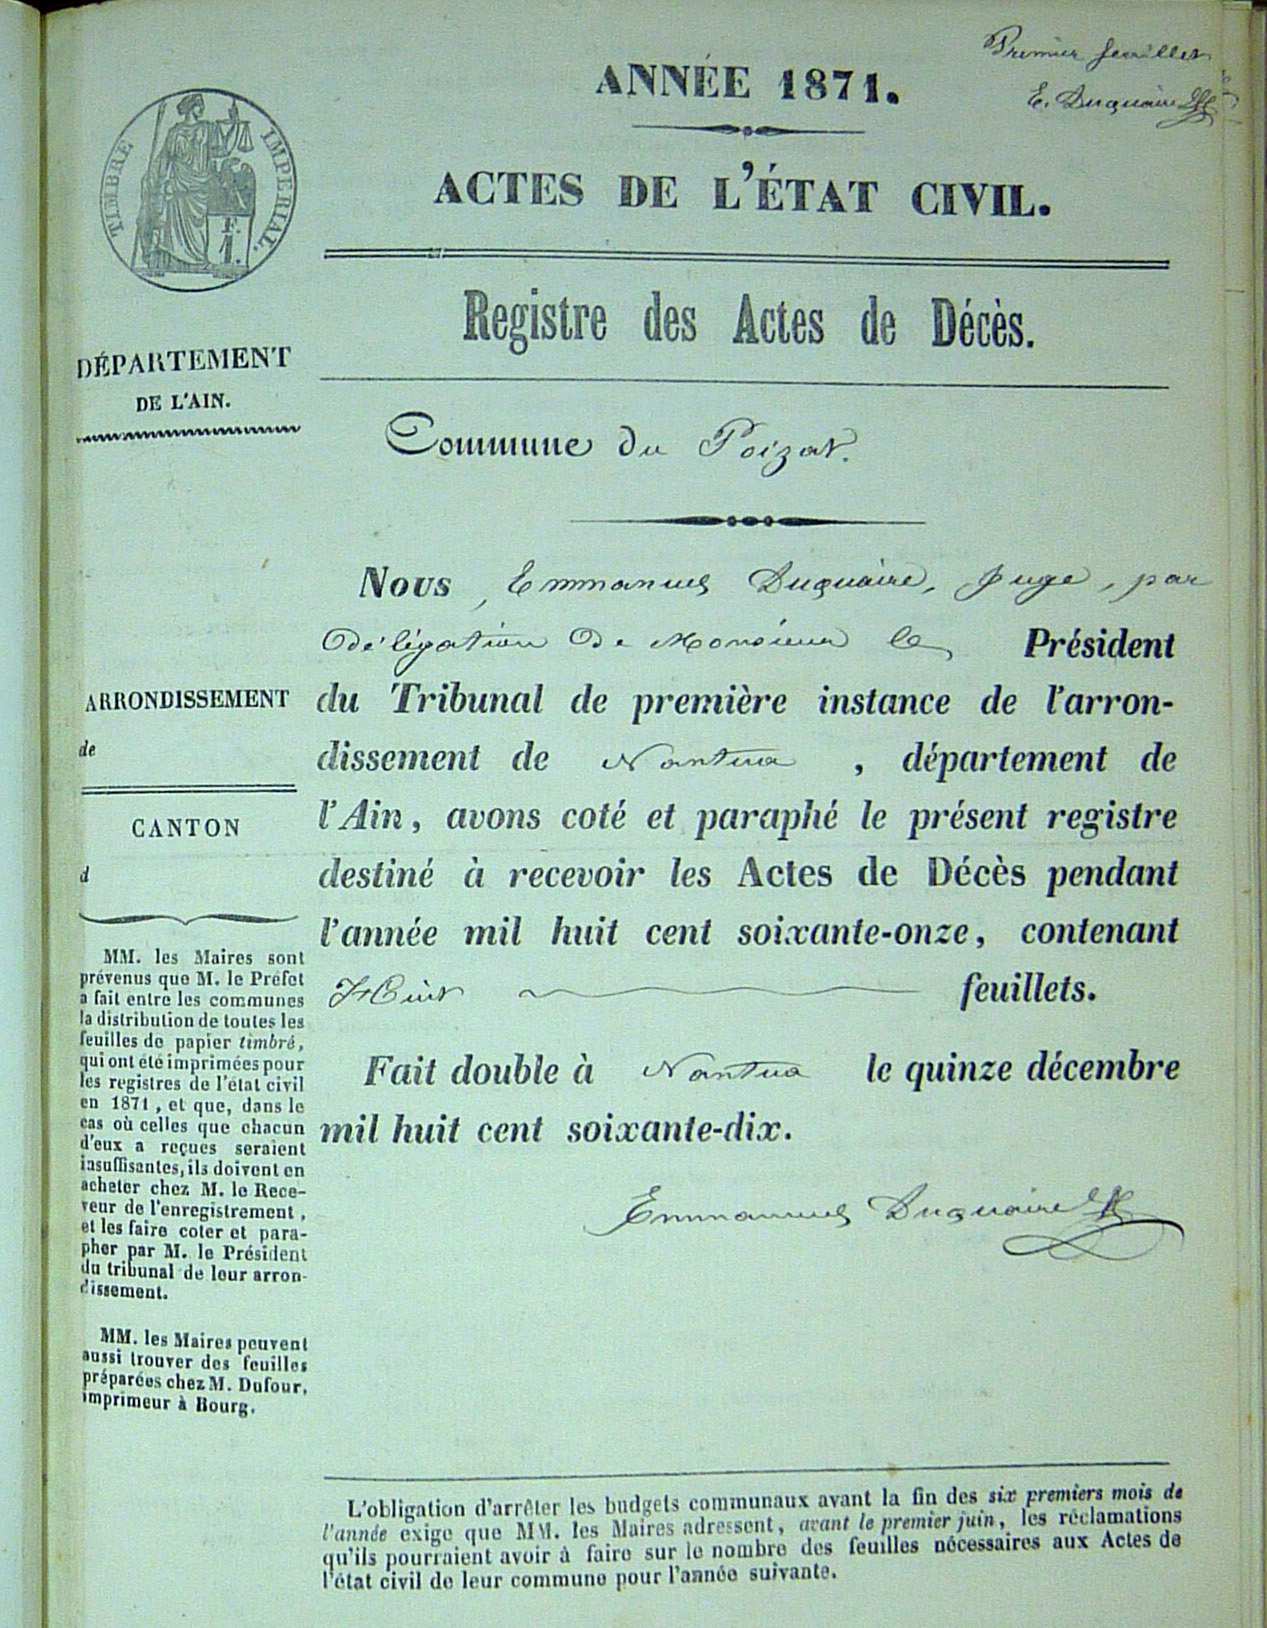 Premier feuillet
E. Duquaire
ANNÉE 1871.
ACTES DE L'ÉTAT CIVIL.
TIMBRE IMPÉRIAL.
F.
1.
Registre des Actes de Décès.
DÉPARTEMENT
DE L'AIN.
Commune du Poizat.
Nous, Emmanuel Duquaire, Juge, par
délégation de Monsieur le Président
du Tribunal de première instance de l'arron-
dissement de Nantua, département de
l'Ain, avons coté et paraphé le présent registre
destiné à recevoir les Actes de Décès pendant
l'année mil huit cent soixante-onze, contenant
Huit feuillets.
Fait double à Nantua le quinze décembre
mil huit cent soixante-dix.
Emmanuel Duquaire
ARRONDISSEMENT
de
CANTON
d
MM. les Maires sont
prévenus que M. le Préfet
a fait entre les communes
la distribution de toutes les
feuilles de papier timbré,
qui ont été imprimées pour
les registres de l'état civil
en 1871, et que, dans le
cas où celles que chacun
d'eux a reçues seraient
insuffisantes, ils doivent en
acheter chez M. le Rece-
veur de l'enregistrement,
et les faire coter et para-
pher par M. le Président
du tribunal de leur arron-
dissement.
MM. les Maires peuvent
aussi trouver des feuilles
préparées chez M. Dufour,
imprimeur à Bourg.
L'obligation d'arrêter les budgets communaux avant la fin des six premiers mois de
l'année exige que MM. les Maires adressent, avant le premier juin, les réclamations
qu'ils pourraient avoir à faire sur le nombre des feuilles nécessaires aux Actes de
l'état civil de leur commune pour l'année suivante.